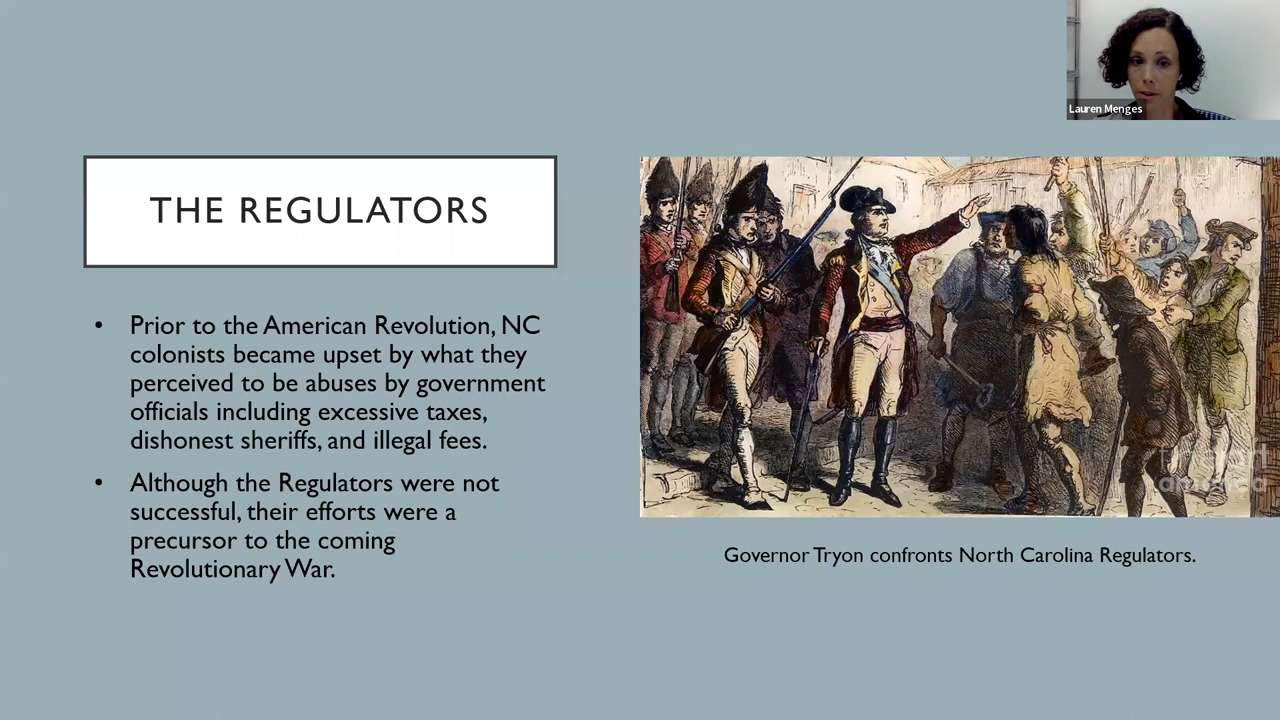 Lauren Menges
THE REGULATORS
• Prior to the American Revolution, NC
colonists became upset by what they
perceived to be abuses by government
officials including excessive taxes,
dishonest sheriffs, and illegal fees.
• Although the Regulators were not
successful, their efforts were a
precursor to the coming
Revolutionary War.
america
Governor Tryon confronts North Carolina Regulators.